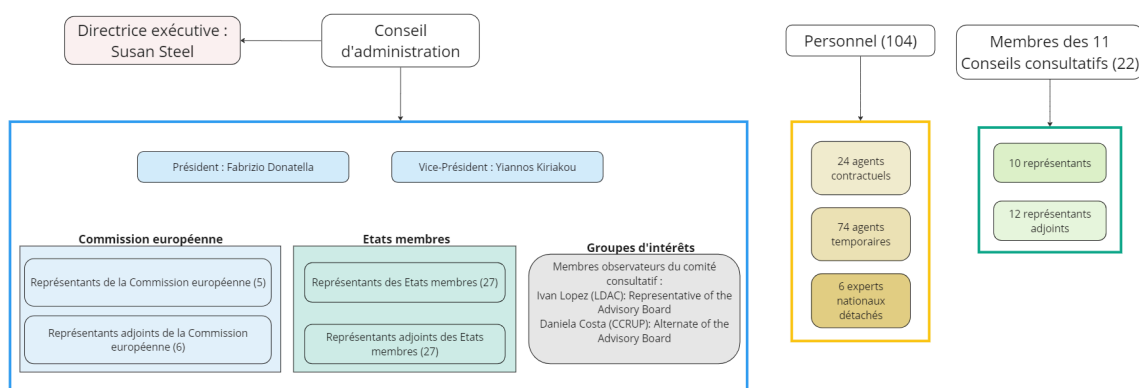 Directrice exécutive :
Susan Steel
Conseil
d'administration
Personnel (104)
Membres des 11
Conseils consultatifs (22)
Président : Fabrizio Donatella
Vice-Président : Yiannos Kiriakou
Commission européenne
Représentants de la Commission européenne (5)
Représentants adjoints de la Commission
européenne (6)
Etats membres
Représentants des Etats membres (27)
Représentants adjoints des Etats
membres (27)
Groupes d'intérêts
Membres observateurs du comité
consultatif :
Ivan Lopez (LDAC): Representative of the
Advisory Board
Daniela Costa (CCRUP): Alternate of the
Advisory Board
24 agents
contractuels
74 agents
temporaires
6 experts
nationaux
détachés
10 représentants
12 représentants
adjoints